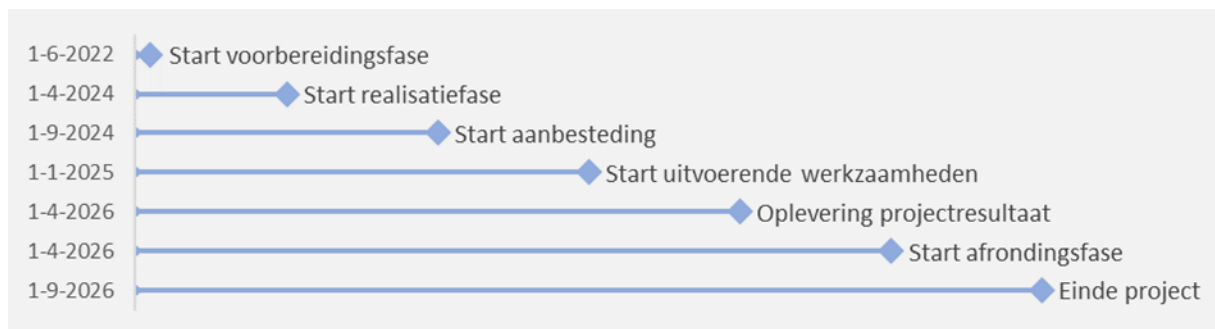 1-6-2022 Start voorbereidingsfase
1-4-2024 Start realisatiefase
1-9-2024 Start aanbesteding
1-1-2025 Start uitvoerende werkzaamheden
1-4-2026 Oplevering projectresultaat
1-4-2026 Start afrondingsfase
1-9-2026 Einde project